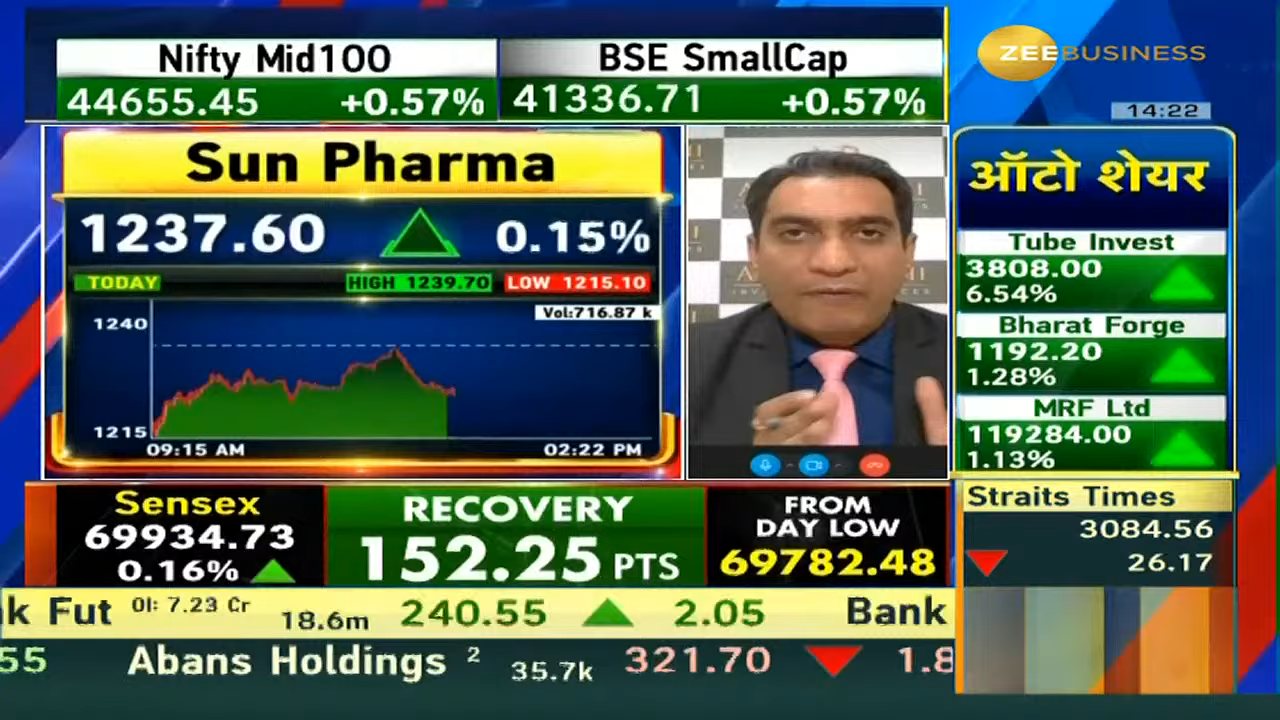 Nifty Mid100
44655.45 +0.57%
BSE SmallCap
41336.71 +0.57%
ZEEBUSINESS
14:22
Sun Pharma
1237.60 0.15%
TODAY HIGH 1239.70 LOW 1215.10
Vol:716.87 k
1240
1215
09:15 AM 02:22 PM
ऑटो शेयर
Tube Invest
3808.00
6.54%
Bharat Forge
1192.20
1.28%
MRF Ltd
119284.00
1.13%
Straits Times
3084.56
26.17
Sensex
69934.73
0.16%
RECOVERY
152.25 PTS
FROM
DAY LOW
69782.48
k Fut OI: 7.23 Cr 18.6m 240.55 2.05 Bank
55 Abans Holdings 2 35.7k 321.70 1.8